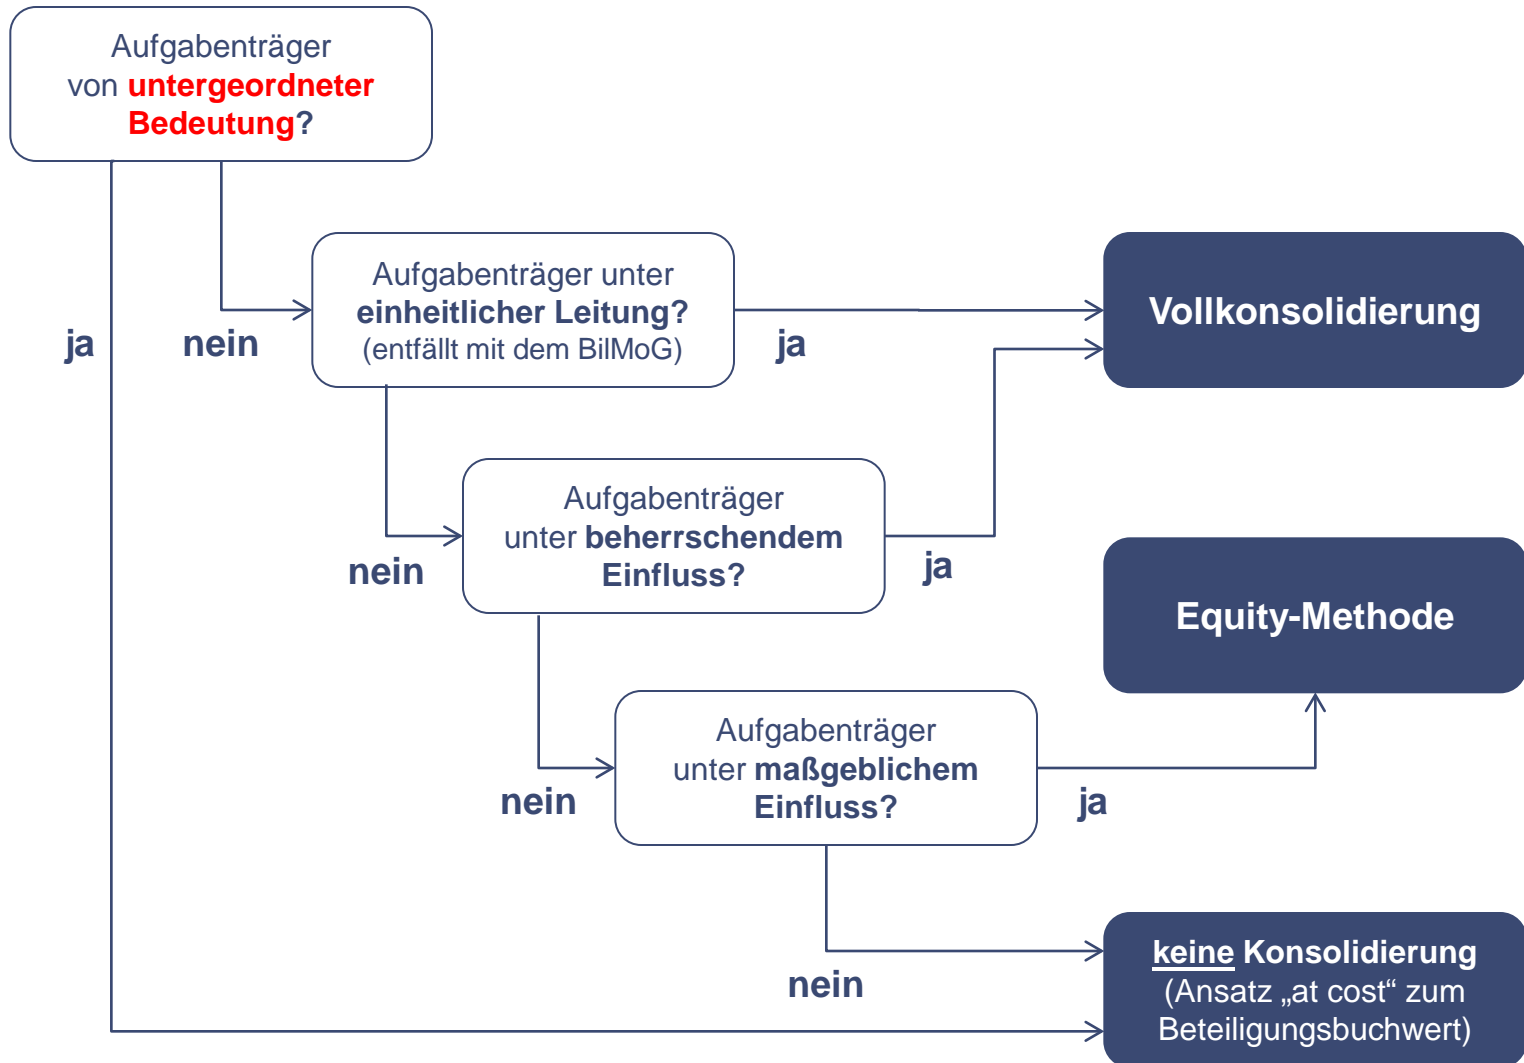 Aufgabenträger
von untergeordneter
Bedeutung?
Aufgabenträger unter
einheitlicher Leitung?
(entfällt mit dem BilMoG)
Vollkonsolidierung
ja
nein
ja
Aufgabenträger
unter beherrschendem
Einfluss?
nein
ja
Equity-Methode
Aufgabenträger
unter maßgeblichem
Einfluss?
nein
ja
keine Konsolidierung
(Ansatz „at cost“ zum
Beteiligungsbuchwert)
nein